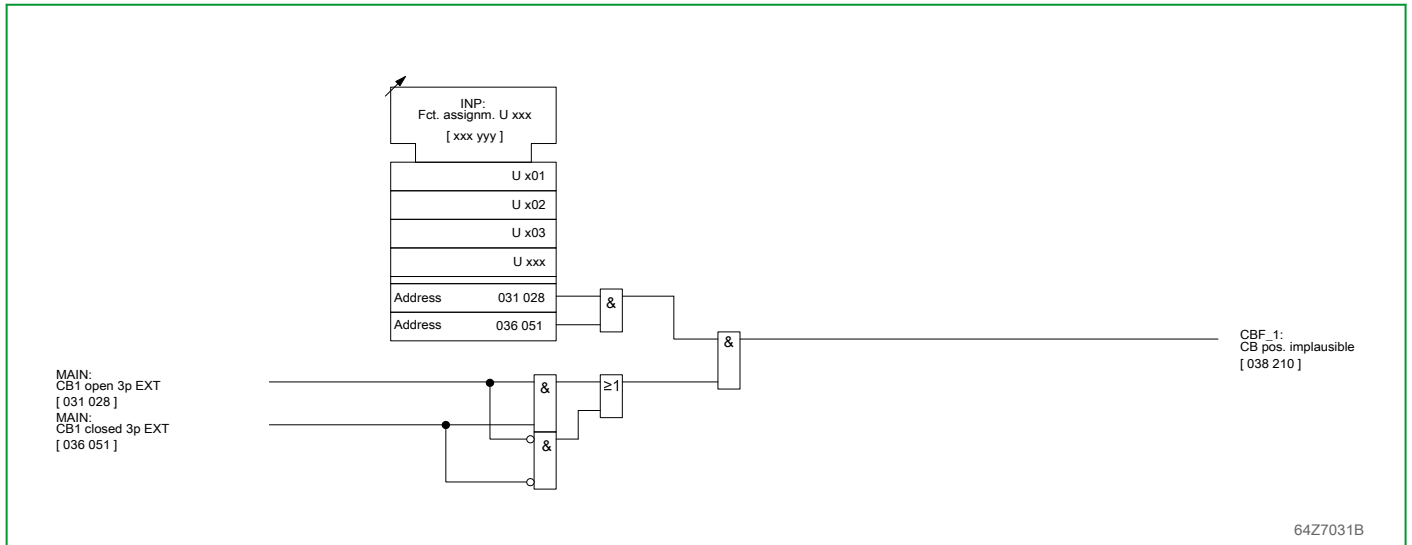 INP:
Fct. assignm. U xxx
[ xxx yyy ]
U x01
U x02
U x03
U xxx
Address 031 028
Address 036 051
&
&
MAIN:
CB1 open 3p EXT
[ 031 028 ]
MAIN:
CB1 closed 3p EXT
[ 036 051 ]
&
≥1
&
CBF_1:
CB pos. implausible
[ 038 210 ]
64Z7031B